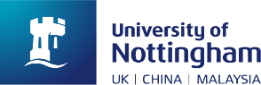 University of
Nottingham
UK | CHINA | MALAYSIA